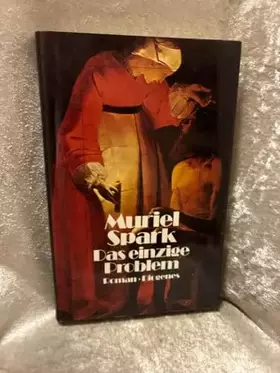 Muriel
Spark
Das einzige
Problem
Roman · Diogenes